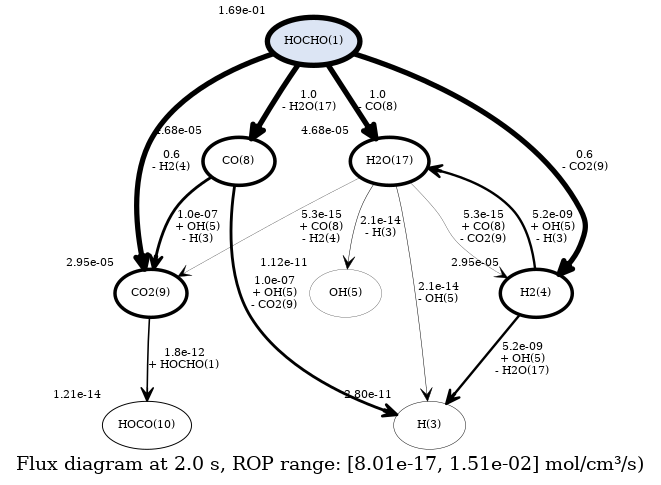 1.69e-01
HOCHO(1)
1.0
- H2O(17)
1.0
- CO(8)
4.68e-05
4.68e-05
0.6
- H2(4)
0.6
- CO2(9)
CO(8)
H2O(17)
1.0e-07
+ OH(5)
- H(3)
5.3e-15
+ CO(8)
- H2(4)
2.1e-14
- H(3)
5.3e-15
+ CO(8)
- CO2(9)
5.2e-09
+ OH(5)
- H(3)
2.95e-05
1.12e-11
2.95e-05
CO2(9)
1.0e-07
+ OH(5)
- CO2(9)
OH(5)
2.1e-14
- OH(5)
H2(4)
1.8e-12
+ HOCHO(1)
5.2e-09
+ OH(5)
- H2O(17)
1.21e-14
2.80e-11
HOCO(10)
H(3)
Flux diagram at 2.0 s, ROP range: [8.01e-17, 1.51e-02] mol/cm³/s)